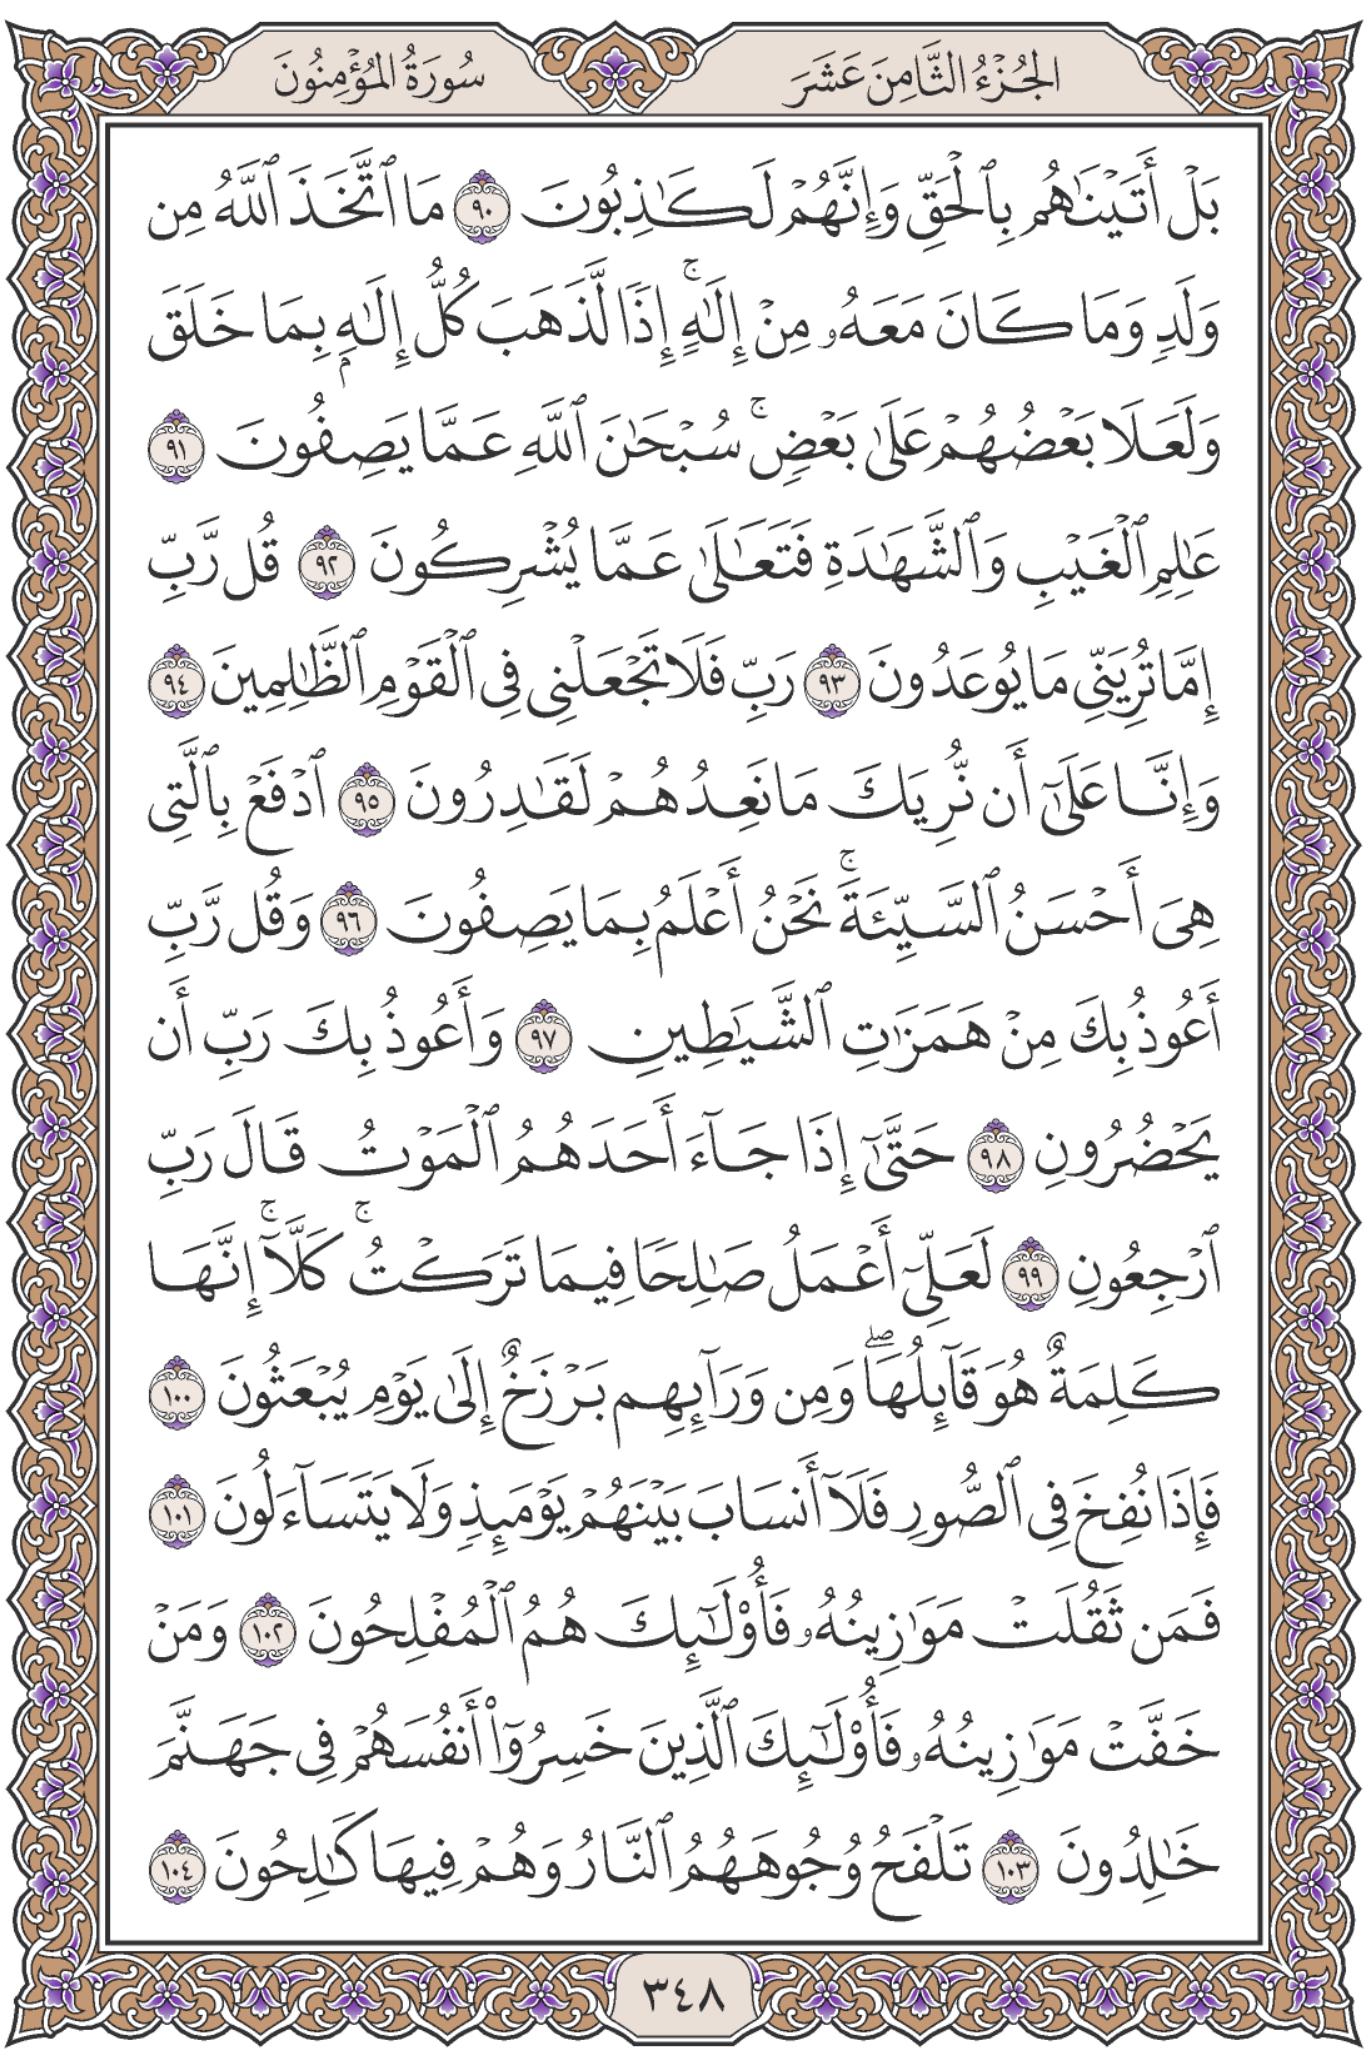 الجُزْءُ الثَّامِنَ عَشَرَ
سُورَةُ المُؤْمِنُونَ
بَلْ أَتَيْنَٰهُم بِٱلْحَقِّ وَإِنَّهُمْ لَكَٰذِبُونَ ٩٠ مَا ٱتَّخَذَ ٱللَّهُ مِن
وَلَدٍ وَمَا كَانَ مَعَهُۥ مِنْ إِلَٰهٍ ۚ إِذًا لَّذَهَبَ كُلُّ إِلَٰهٍۭ بِمَا خَلَقَ
وَلَعَلَا بَعْضُهُمْ عَلَىٰ بَعْضٍ ۚ سُبْحَٰنَ ٱللَّهِ عَمَّا يَصِفُونَ ٩١
عَٰلِمِ ٱلْغَيْبِ وَٱلشَّهَٰدَةِ فَتَعَٰلَىٰ عَمَّا يُشْرِكُونَ ٩٢ قُل رَّبِّ
إِمَّا تُرِيَنِّى مَا يُوعَدُونَ ٩٣ رَبِّ فَلَا تَجْعَلْنِى فِى ٱلْقَوْمِ ٱلظَّٰلِمِينَ ٩٤
وَإِنَّا عَلَىٰٓ أَن نُّرِيَكَ مَا نَعِدُهُمْ لَقَٰدِرُونَ ٩٥ ٱدْفَعْ بِٱلَّتِى
هِىَ أَحْسَنُ ٱلسَّيِّئَةَ ۚ نَحْنُ أَعْلَمُ بِمَا يَصِفُونَ ٩٦ وَقُل رَّبِّ
أَعُوذُ بِكَ مِنْ هَمَزَٰتِ ٱلشَّيَٰطِينِ ٩٧ وَأَعُوذُ بِكَ رَبِّ أَن
يَحْضُرُونِ ٩٨ حَتَّىٰٓ إِذَا جَآءَ أَحَدَهُمُ ٱلْمَوْتُ قَالَ رَبِّ
ٱرْجِعُونِ ٩٩ لَعَلِّىٓ أَعْمَلُ صَٰلِحًا فِيمَا تَرَكْتُ ۚ كَلَّآ ۚ إِنَّهَا
كَلِمَةٌ هُوَ قَآئِلُهَا ۖ وَمِن وَرَآئِهِم بَرْزَخٌ إِلَىٰ يَوْمِ يُبْعَثُونَ ١٠٠
فَإِذَا نُفِخَ فِى ٱلصُّورِ فَلَآ أَنسَابَ بَيْنَهُمْ يَوْمَئِذٍ وَلَا يَتَسَآءَلُونَ ١٠١
فَمَن ثَقُلَتْ مَوَٰزِينُهُۥ فَأُو۟لَٰٓئِكَ هُمُ ٱلْمُفْلِحُونَ ١٠٢ وَمَنْ
خَفَّتْ مَوَٰزِينُهُۥ فَأُو۟لَٰٓئِكَ ٱلَّذِينَ خَسِرُوٓا۟ أَنفُسَهُمْ فِى جَهَنَّمَ
خَٰلِدُونَ ١٠٣ تَلْفَحُ وُجُوهَهُمُ ٱلنَّارُ وَهُمْ فِيهَا كَٰلِحُونَ ١٠٤
٣٤٨